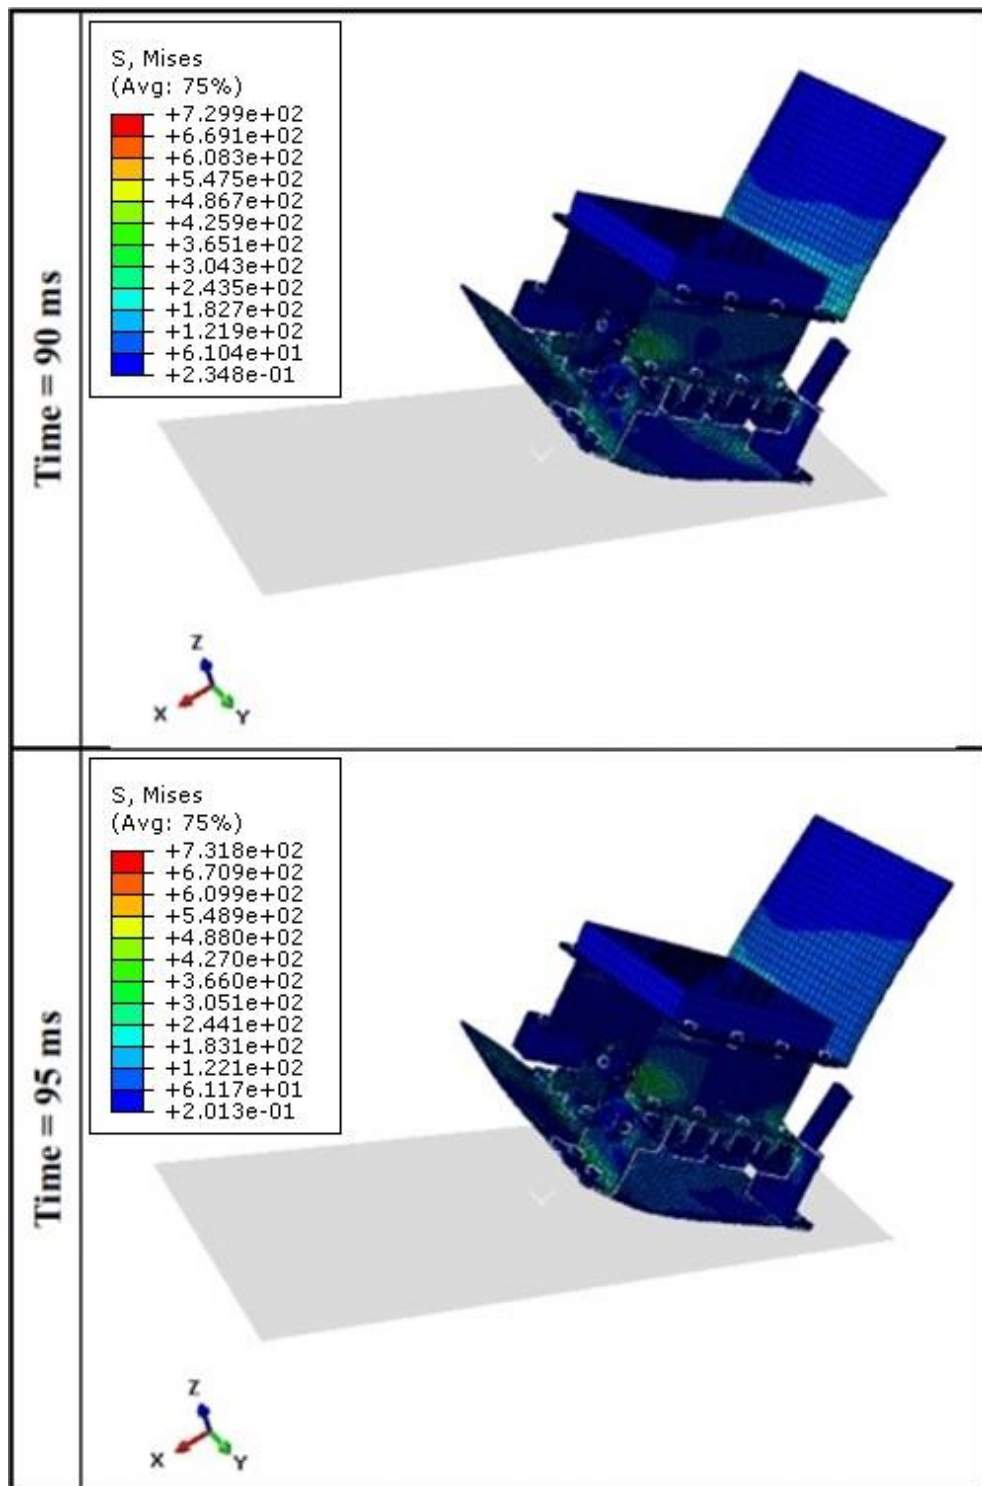 Time = 90 ms
S, Mises
(Avg: 75%)
+7.299e+02
+6.691e+02
+6.083e+02
+5.475e+02
+4.867e+02
+4.259e+02
+3.651e+02
+3.043e+02
+2.435e+02
+1.827e+02
+1.219e+02
+6.104e+01
+2.348e-01
Z
X
Y
Time = 95 ms
S, Mises
(Avg: 75%)
+7.318e+02
+6.709e+02
+6.099e+02
+5.489e+02
+4.880e+02
+4.270e+02
+3.660e+02
+3.051e+02
+2.441e+02
+1.831e+02
+1.221e+02
+6.117e+01
+2.013e-01
Z
X
Y